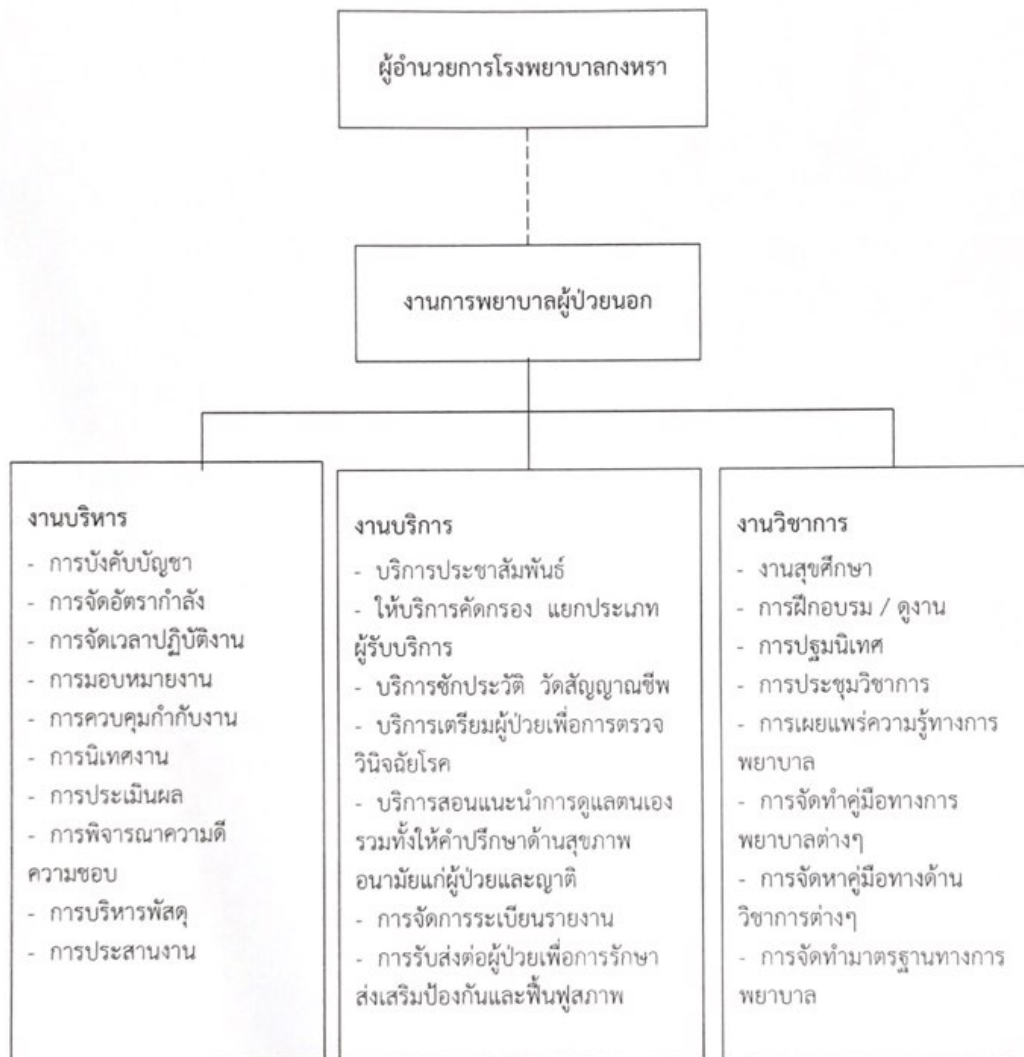 ผู้อำนวยการโรงพยาบาลกงหรา
งานการพยาบาลผู้ป่วยนอก
งานบริหาร
- การบังคับบัญชา
- การจัดอัตรากำลัง
- การจัดเวลาปฏิบัติงาน
- การมอบหมายงาน
- การควบคุมกำกับงาน
- การนิเทศงาน
- การประเมินผล
- การพิจารณาความดี
ความชอบ
- การบริหารพัสดุ
- การประสานงาน
งานบริการ
- บริการประชาสัมพันธ์
- ให้บริการคัดกรอง แยกประเภท
ผู้รับบริการ
- บริการซักประวัติ วัดสัญญาณชีพ
- บริการเตรียมผู้ป่วยเพื่อการตรวจ
วินิจฉัยโรค
- บริการสอนแนะนำการดูแลตนเอง
รวมทั้งให้คำปรึกษาด้านสุขภาพ
อนามัยแก่ผู้ป่วยและญาติ
- การจัดการระเบียนรายงาน
- การรับส่งต่อผู้ป่วยเพื่อการรักษา
ส่งเสริมป้องกันและฟื้นฟูสภาพ
งานวิชาการ
- งานสุขศึกษา
- การฝึกอบรม / ดูงาน
- การปฐมนิเทศ
- การประชุมวิชาการ
- การเผยแพร่ความรู้ทางการ
พยาบาล
- การจัดทำคู่มือทางการ
พยาบาลต่างๆ
- การจัดหาคู่มือทางด้าน
วิชาการต่างๆ
- การจัดทำมาตรฐานทางการ
พยาบาล